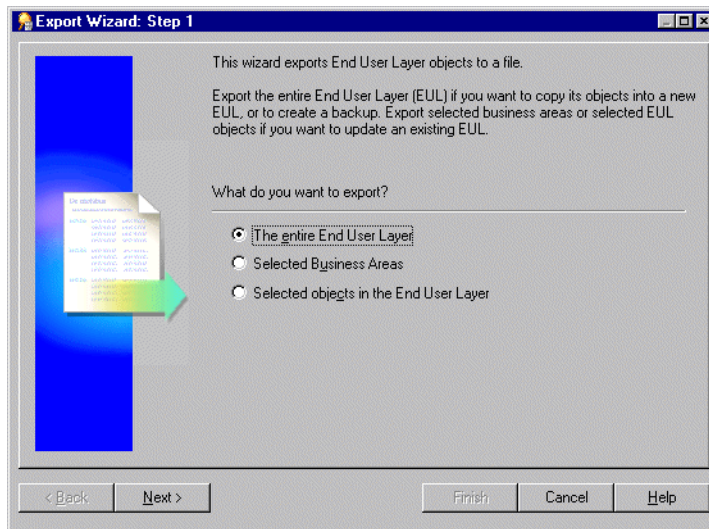 Export Wizard: Step 1
This wizard exports End User Layer objects to a file.
Export the entire End User Layer (EUL) if you want to copy its objects into a new
EUL, or to create a backup. Export selected business areas or selected EUL
objects if you want to update an existing EUL.
What do you want to export?
The entire End User Layer
Selected Business Areas
Selected objects in the End User Layer
< Back
Next >
Finish
Cancel
Help